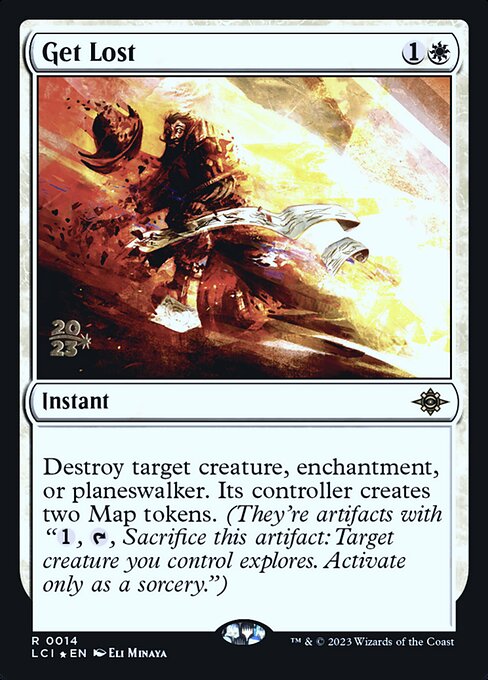 Get Lost 1
20
23
Instant
Destroy target creature, enchantment,
or planeswalker. Its controller creates
two Map tokens. (They're artifacts with
"1, , Sacrifice this artifact: Target
creature you control explores. Activate
only as a sorcery.")
R 0014
LCI ★ EN Eli Minaya
™ & © 2023 Wizards of the Coast